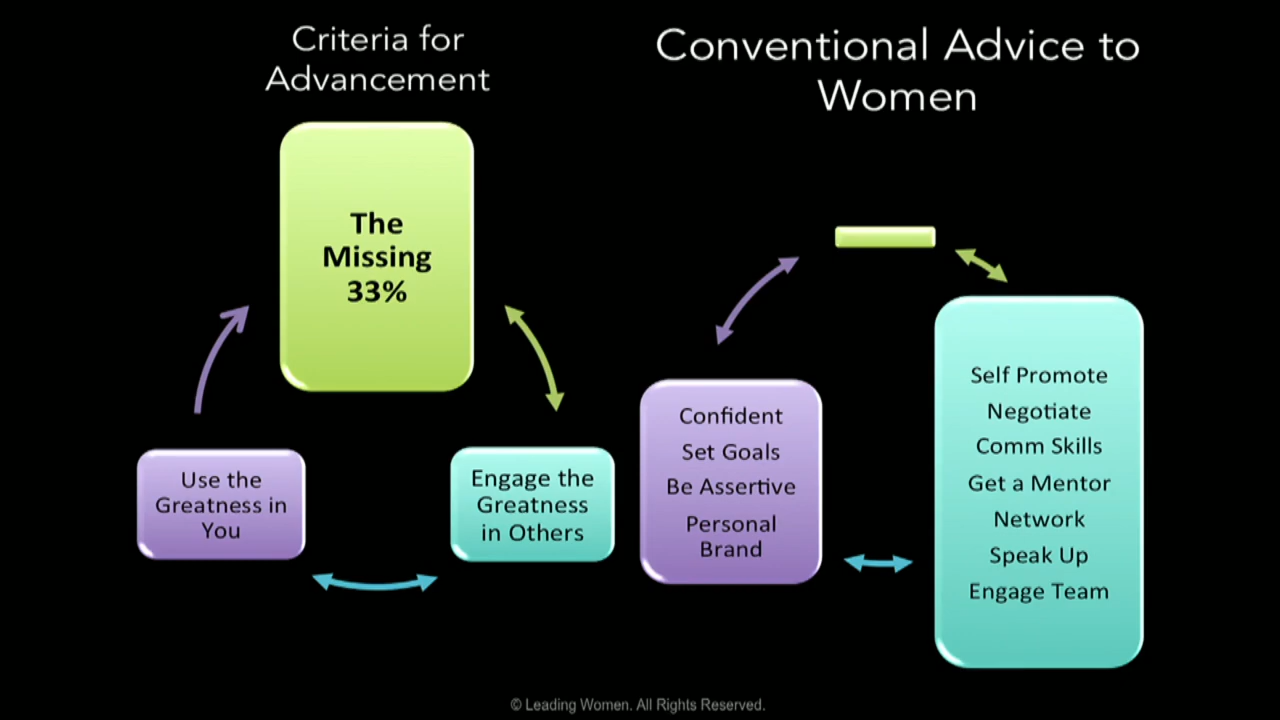 Criteria for
Advancement
The
Missing
33%
Use the
Greatness in
You
Engage the
Greatness
in Others
Conventional Advice to
Women
Confident
Set Goals
Be Assertive
Personal
Brand
Self Promote
Negotiate
Comm Skills
Get a Mentor
Network
Speak Up
Engage Team
© Leading Women. All Rights Reserved.